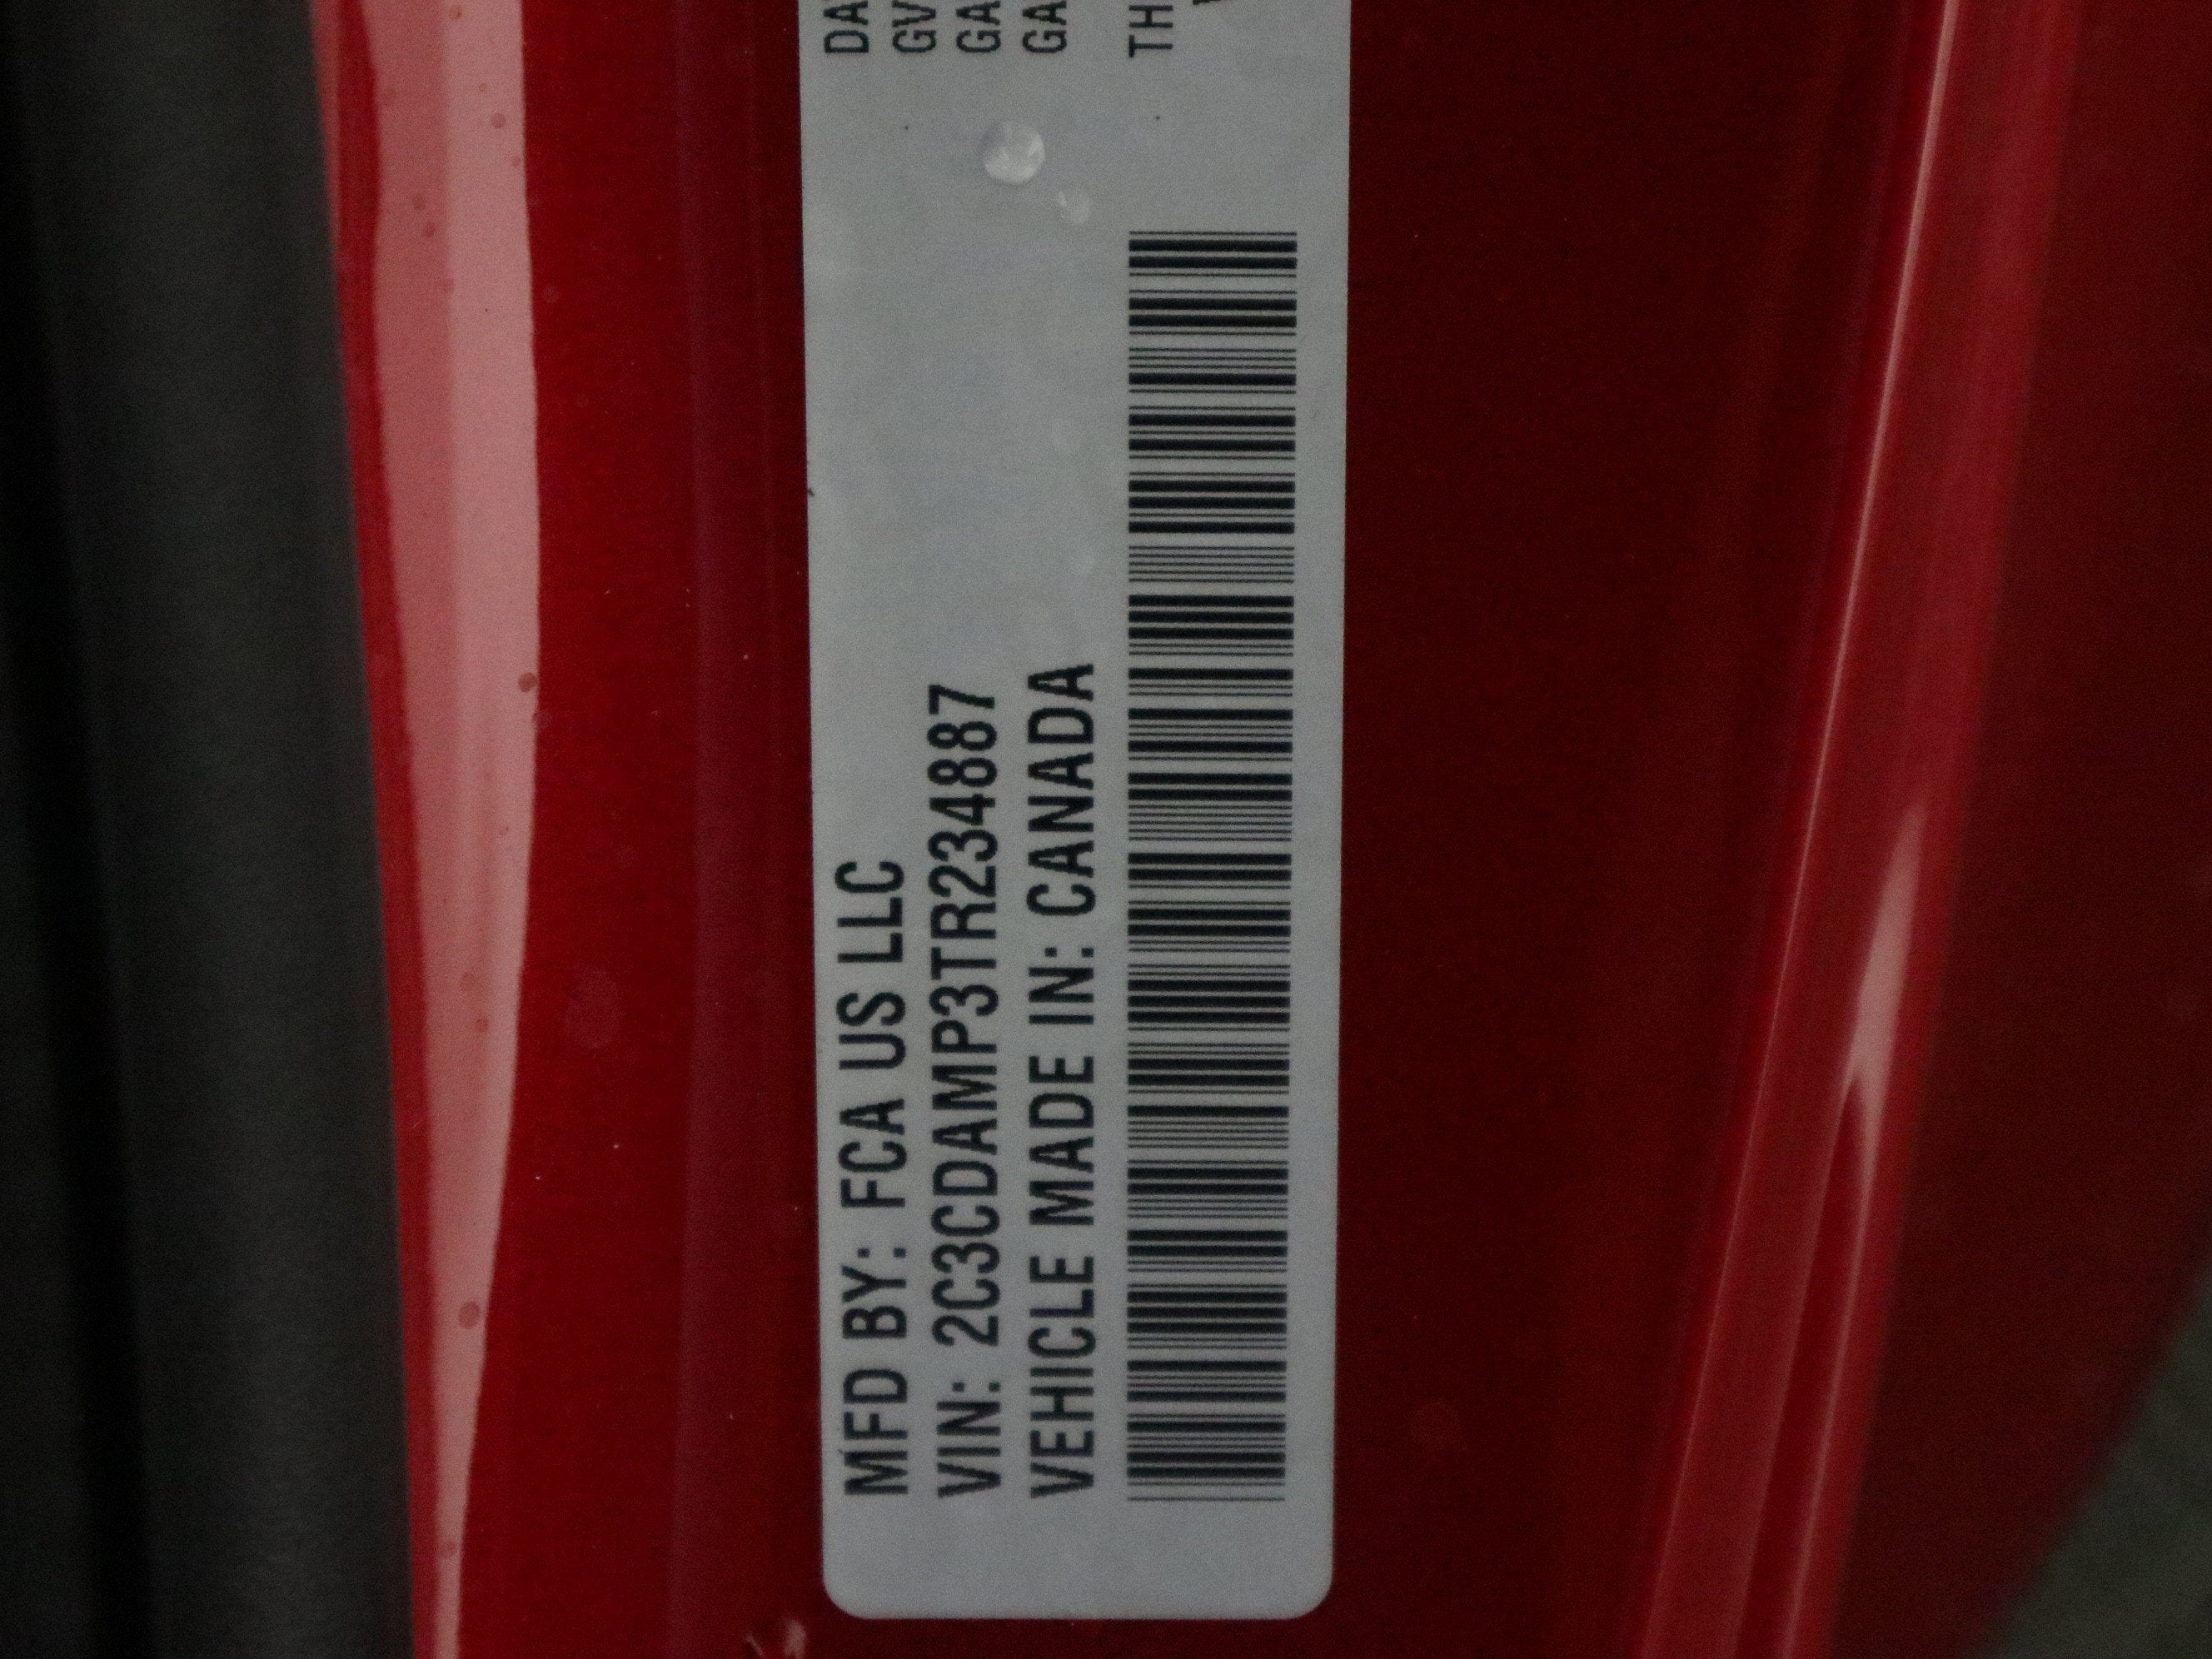 MFD BY: FCA US LLC
VIN: 2C3CDAMP3TR234887
VEHICLE MADE IN: CANADA